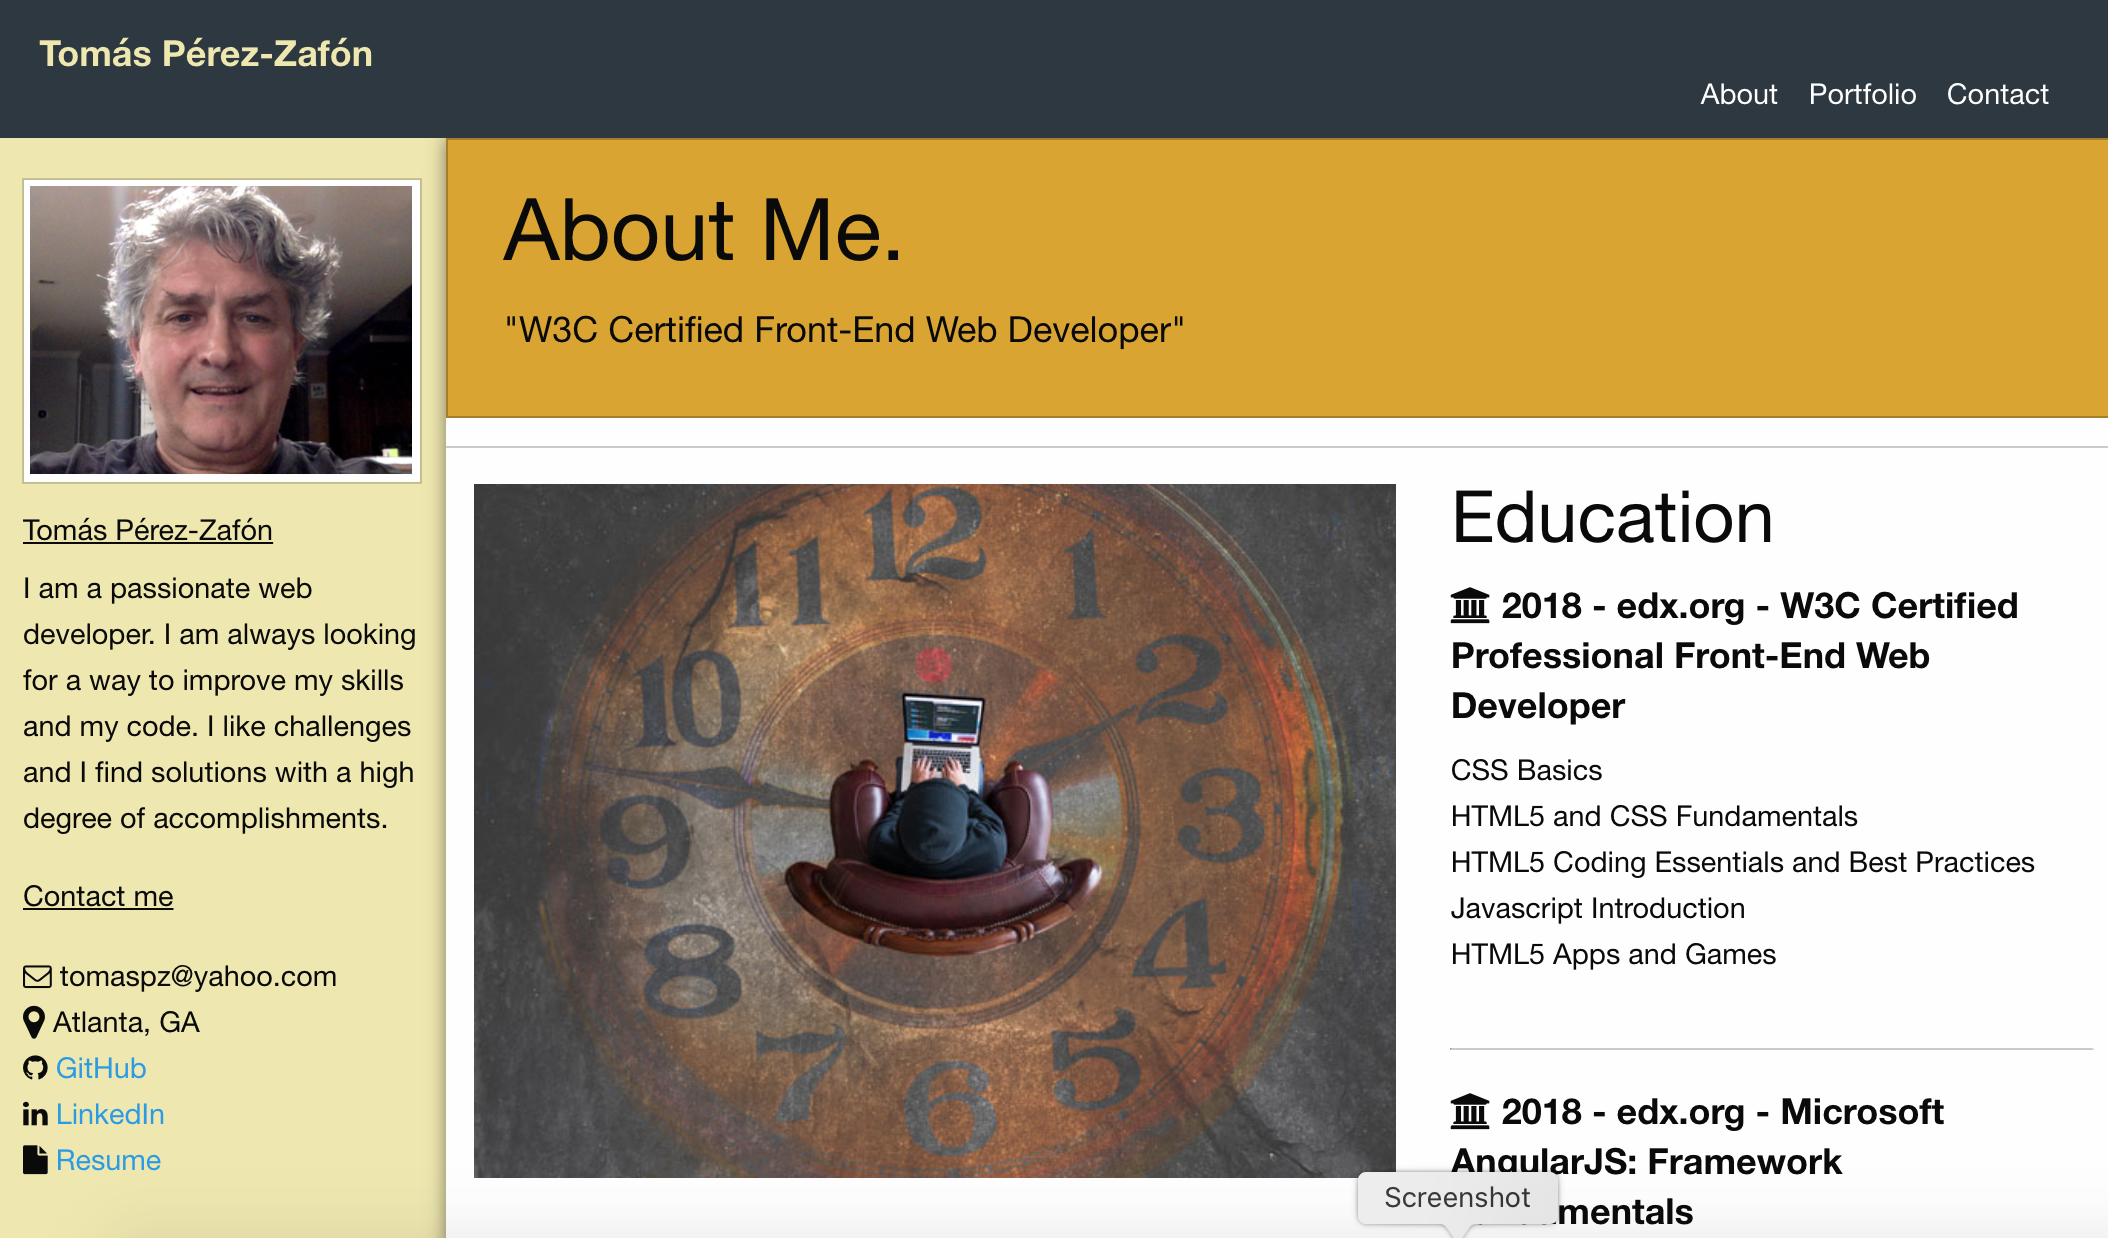 Tomás Pérez-Zafón
About Portfolio Contact
Tomás Pérez-Zafón
I am a passionate web
developer. I am always looking
for a way to improve my skills
and my code. I like challenges
and I find solutions with a high
degree of accomplishments.
Contact me
tomaspz@yahoo.com
Atlanta, GA
GitHub
LinkedIn
Resume
About Me.
"W3C Certified Front-End Web Developer"
12
1
2
3
4
5
6
7
8
9
10
11
Education
2018 - edx.org - W3C Certified
Professional Front-End Web
Developer
CSS Basics
HTML5 and CSS Fundamentals
HTML5 Coding Essentials and Best Practices
Javascript Introduction
HTML5 Apps and Games
2018 - edx.org - Microsoft
AngularJS: Framework
mentals
Screenshot